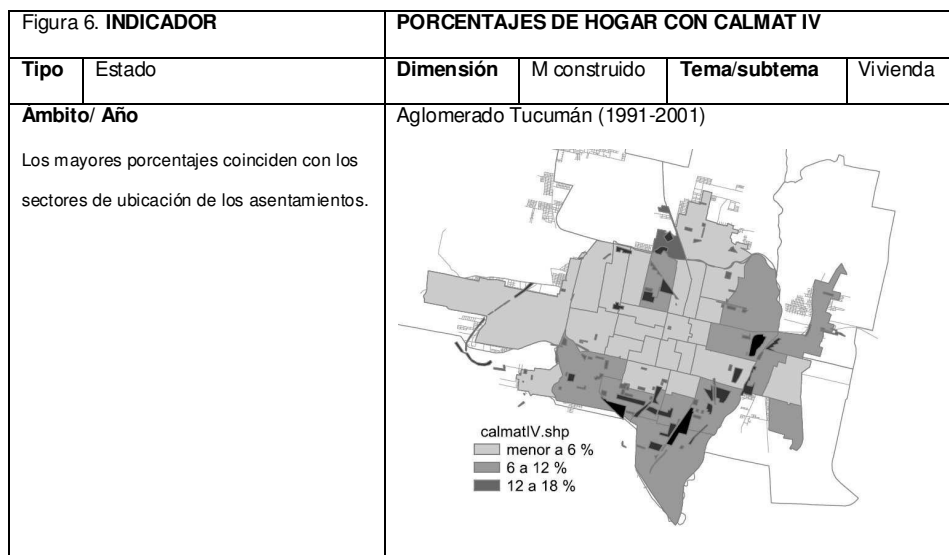 Figura 6. INDICADOR
PORCENTAJES DE HOGAR CON CALMAT IV
Tipo
Estado
Dimensión
M construido
Tema/subtema
Vivienda
Ámbito/ Año
Aglomerado Tucumán (1991-2001)
Los mayores porcentajes coinciden con los
sectores de ubicación de los asentamientos.
calmatIV.shp
menor a 6 %
6 a 12 %
12 a 18 %